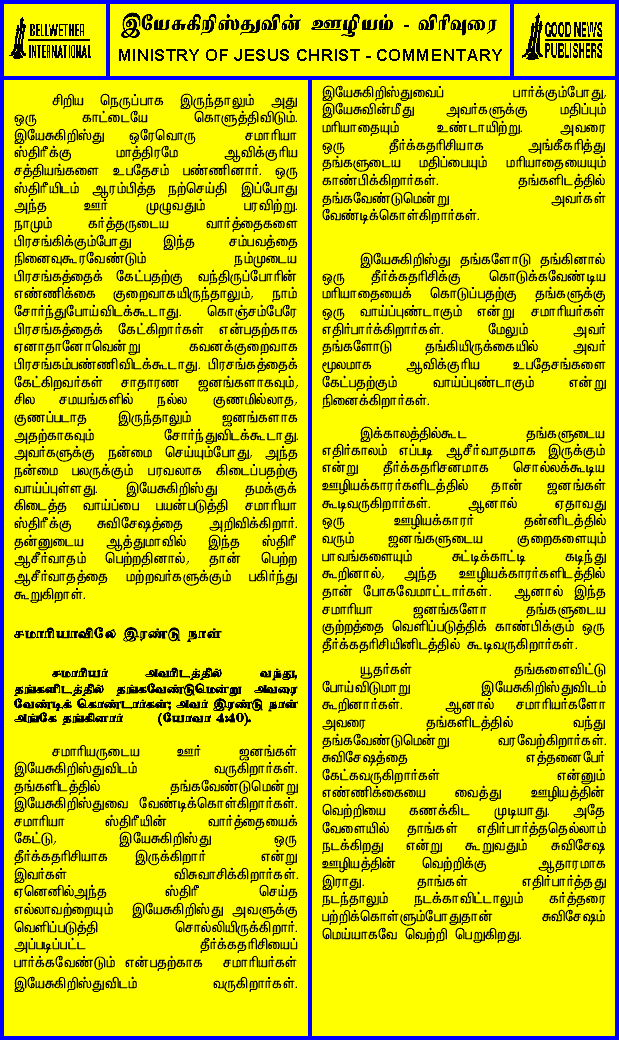 BELLWETHER
INTERNATIONAL
இயேசுகிறிஸ்துவின் ஊழியம் - விரிவுரை
MINISTRY OF JESUS CHRIST - COMMENTARY
GOOD NEWS
PUBLISHERS
சிறிய நெருப்பாக இருந்தாலும் அது
ஒரு காட்டையே கொளுத்திவிடும்.
இயேசுகிறிஸ்து ஒரேவொரு சமாரியா
ஸ்திரீக்கு மாத்திரமே ஆவிக்குரிய
சத்தியங்களை உபதேசம் பண்ணினார். ஒரு
ஸ்திரீயிடம் ஆரம்பித்த நற்செய்தி இப்போது
அந்த ஊர் முழுவதும் பரவிற்று.
நாமும் கர்த்தருடைய வார்த்தைகளை
பிரசங்கிக்கும்போது இந்த சம்பவத்தை
நினைவுகூரவேண்டும் நம்முடைய
பிரசங்கத்தைக் கேட்பதற்கு வந்திருப்போரின்
எண்ணிக்கை குறைவாகயிருந்தாலும், நாம்
சோர்ந்துபோய்விடக்கூடாது. கொஞ்சம்பேரே
பிரசங்கத்தைக் கேட்கிறார்கள் என்பதற்காக
ஏனாதானோவென்று கவனக்குறைவாக
பிரசங்கம்பண்ணிவிடக்கூடாது. பிரசங்கத்தைக்
கேட்கிறவர்கள் சாதாரண ஜனங்களாகவும்,
சில சமயங்களில் நல்ல குணமில்லாத,
குணப்படாத இருந்தாலும் ஜனங்களாக
அதற்காகவும் சோர்ந்துவிடக்கூடாது.
அவர்களுக்கு நன்மை செய்யும்போது, அந்த
நன்மை பலருக்கும் பரவலாக கிடைப்பதற்கு
வாய்ப்புள்ளது. இயேசுகிறிஸ்து தமக்குக்
கிடைத்த வாய்ப்பை பயன்படுத்தி சமாரியா
ஸ்திரீக்கு சுவிசேஷத்தை அறிவிக்கிறார்.
தன்னுடைய ஆத்துமாவில் இந்த ஸ்திரீ
ஆசீர்வாதம் பெற்றதினால், தான் பெற்ற
ஆசீர்வாதத்தை மற்றவர்களுக்கும் பகிர்ந்து
கூறுகிறாள்.
சமாரியாவிலே இரண்டு நாள்
சமாரியர் அவரிடத்தில் வந்து,
தங்களிடத்தில் தங்கவேண்டுமென்று அவரை
வேண்டிக் கொண்டார்கள்; அவர் இரண்டு நாள்
அங்கே தங்கினார் (யோவா 4:40).
சமாரியருடைய ஊர் ஜனங்கள்
இயேசுகிறிஸ்துவிடம் வருகிறார்கள்.
தங்களிடத்தில் தங்கவேண்டுமென்று
இயேசுகிறிஸ்துவை வேண்டிக்கொள்கிறார்கள்.
சமாரியா ஸ்திரீயின் வார்த்தையைக்
கேட்டு, இயேசுகிறிஸ்து ஒரு
தீர்க்கதரிசியாக இருக்கிறார் என்று
இவர்கள் விசுவாசிக்கிறார்கள்.
ஏனெனில்அந்த ஸ்திரீ செய்த
எல்லாவற்றையும் இயேசுகிறிஸ்து அவளுக்கு
வெளிப்படுத்தி சொல்லியிருக்கிறார்.
அப்படிப்பட்ட தீர்க்கதரிசியைப்
பார்க்கவேண்டும் என்பதற்காக சமாரியர்கள்
இயேசுகிறிஸ்துவிடம் வருகிறார்கள்.
இயேசுகிறிஸ்துவைப் பார்க்கும்போது,
இயேசுவின்மீது அவர்களுக்கு மதிப்பும்
மரியாதையும் உண்டாயிற்று. அவரை
ஒரு தீர்க்கதரிசியாக அங்கீகரித்து
தங்களுடைய மதிப்பையும் மரியாதையையும்
காண்பிக்கிறார்கள். தங்களிடத்தில்
தங்கவேண்டுமென்று அவர்கள்
வேண்டிக்கொள்கிறார்கள்.
இயேசுகிறிஸ்து தங்களோடு தங்கினால்
ஒரு தீர்க்கதரிசிக்கு கொடுக்கவேண்டிய
மரியாதையைக் கொடுப்பதற்கு தங்களுக்கு
ஒரு வாய்ப்புண்டாகும் என்று சமாரியர்கள்
எதிர்பார்க்கிறார்கள். மேலும் அவர்
தங்களோடு தங்கியிருக்கையில் அவர்
மூலமாக ஆவிக்குரிய உபதேசங்களை
கேட்பதற்கும் வாய்ப்புண்டாகும் என்று
நினைக்கிறார்கள்.
இக்காலத்தில்கூட தங்களுடைய
எதிர்காலம் எப்படி ஆசீர்வாதமாக இருக்கும்
என்று தீர்க்கதரிசனமாக சொல்லக்கூடிய
ஊழியக்காரர்களிடத்தில் தான் ஜனங்கள்
கூடிவருகிறார்கள். ஆனால் ஏதாவது
ஒரு ஊழியக்காரர் தன்னிடத்தில்
வரும் ஜனங்களுடைய குறைகளையும்
பாவங்களையும் சுட்டிக்காட்டி கடிந்து
கூறினால், அந்த ஊழியக்காரர்களிடத்தில்
தான் போகவேமாட்டார்கள். ஆனால் இந்த
சமாரியா ஜனங்களோ தங்களுடைய
குற்றத்தை வெளிப்படுத்திக் காண்பிக்கும் ஒரு
தீர்க்கதரிசியினிடத்தில் கூடிவருகிறார்கள்.
யூதர்கள் தங்களைவிட்டு
போய்விடுமாறு இயேசுகிறிஸ்துவிடம்
கூறினார்கள். ஆனால் சமாரியர்களோ
அவரை தங்களிடத்தில் வந்து
தங்கவேண்டுமென்று வரவேற்கிறார்கள்.
சுவிசேஷத்தை எத்தனைபேர்
கேட்கவருகிறார்கள் என்னும்
எண்ணிக்கையை வைத்து ஊழியத்தின்
வெற்றியை கணக்கிட முடியாது. அதே
வேளையில் தாங்கள் எதிர்பார்த்ததெல்லாம்
நடக்கிறது என்று கூறுவதும் சுவிசேஷ
ஊழியத்தின் வெற்றிக்கு ஆதாரமாக
இராது. தாங்கள் எதிர்பார்த்தது
நடந்தாலும் நடக்காவிட்டாலும் கர்த்தரை
பற்றிக்கொள்ளும்போதுதான் சுவிசேஷம்
மெய்யாகவே வெற்றி பெறுகிறது.